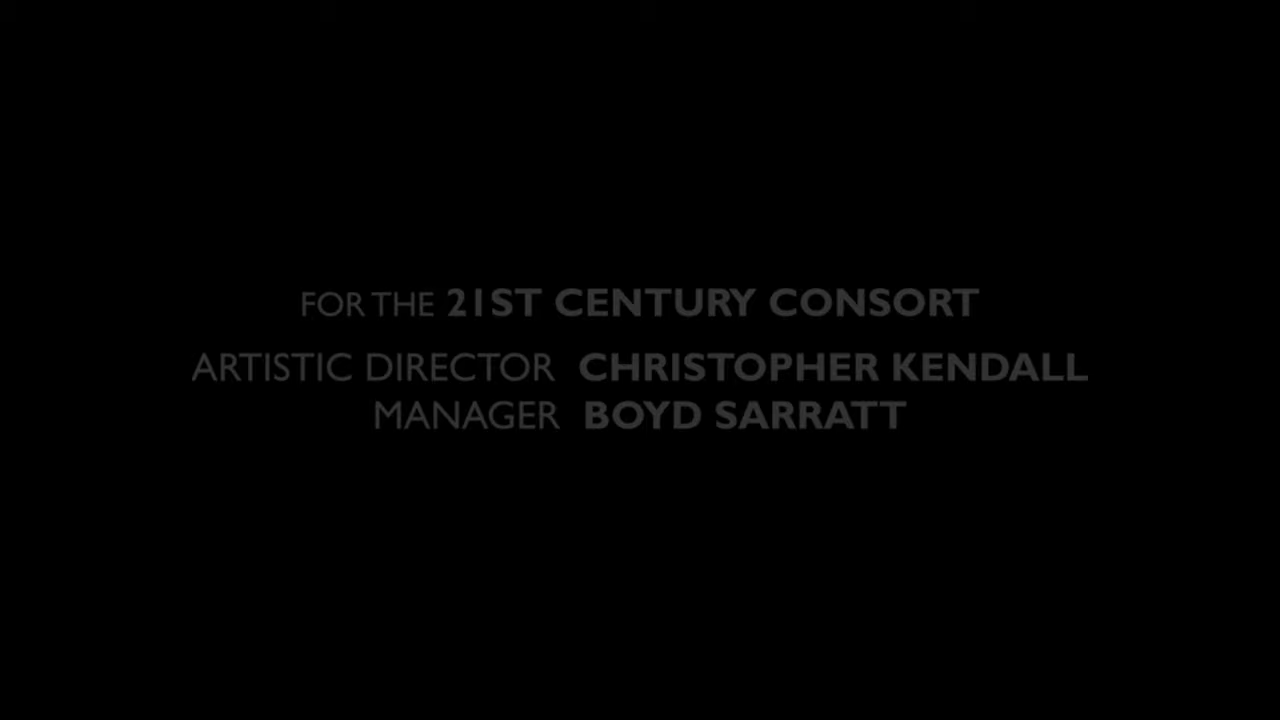 FOR THE 21ST CENTURY CONSORT
ARTISTIC DIRECTOR CHRISTOPHER KENDALL
MANAGER BOYD SARRATT